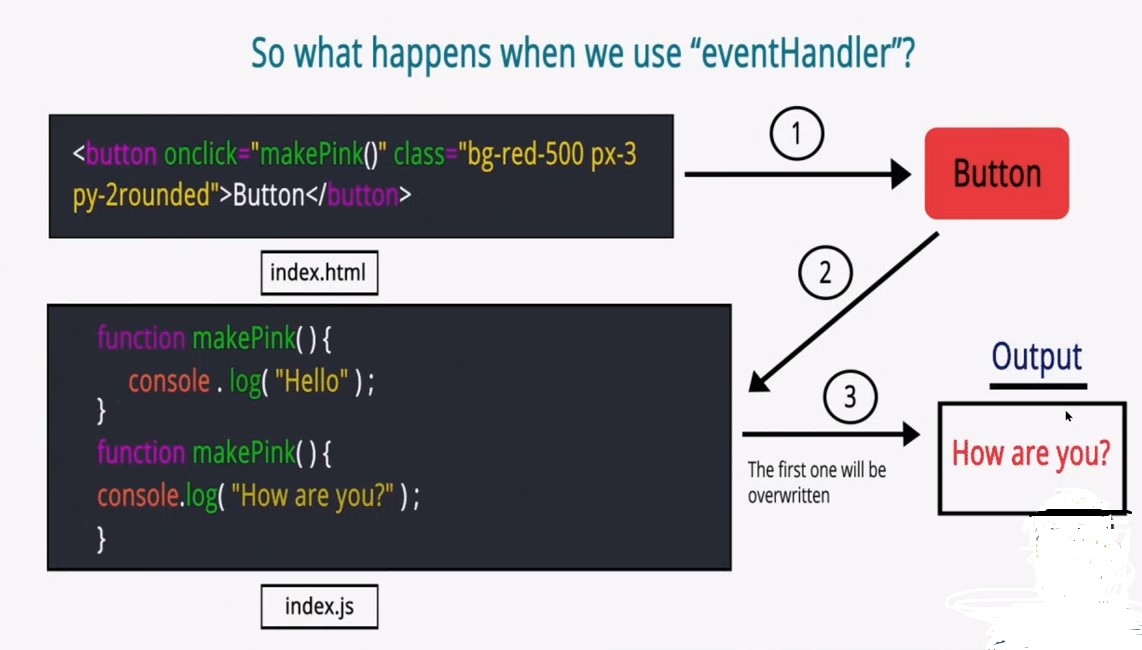 So what happens when we use “eventHandler”?
<button onclick="makePink()" class="bg-red-500 px-3
py-2rounded">Button</button>
1
Button
index.html
2
function makePink( ) {
console . log( "Hello" ) ;
}
function makePink( ) {
console.log( "How are you?" ) ;
}
index.js
3
The first one will be
overwritten
Output
How are you?